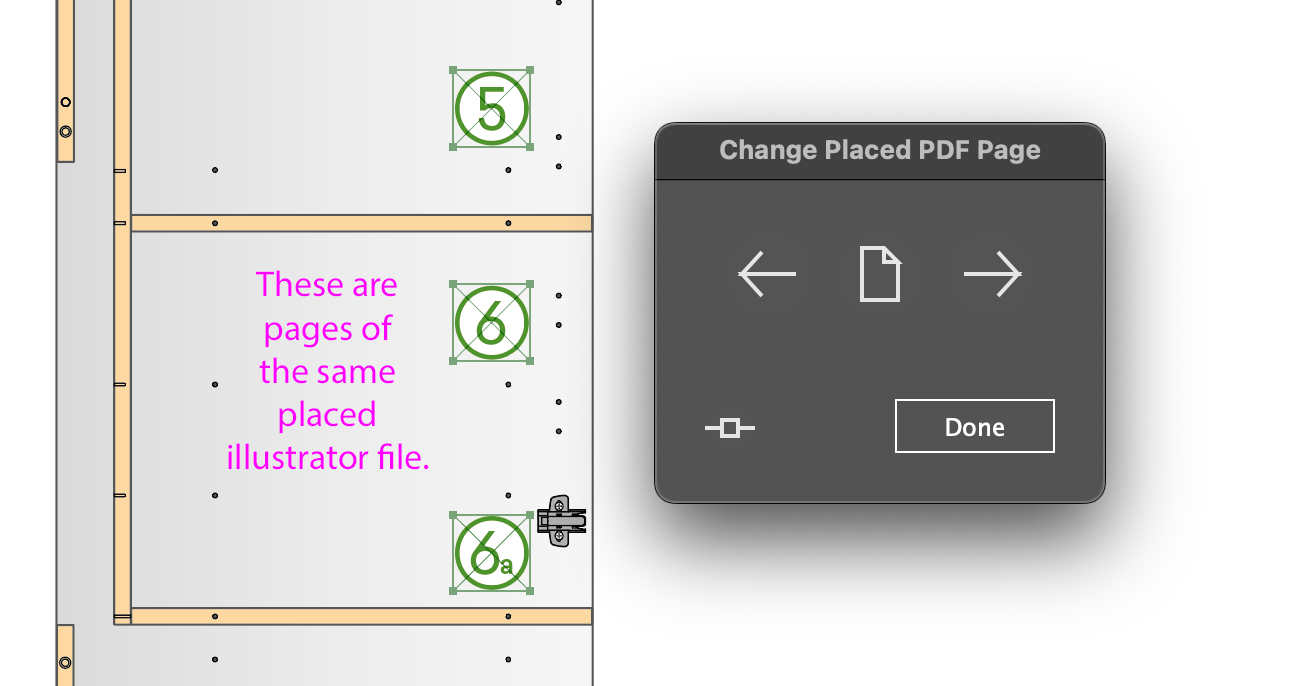 5
Change Placed PDF Page
These are
pages of
the same
placed
illustrator file.
6
Done
6a